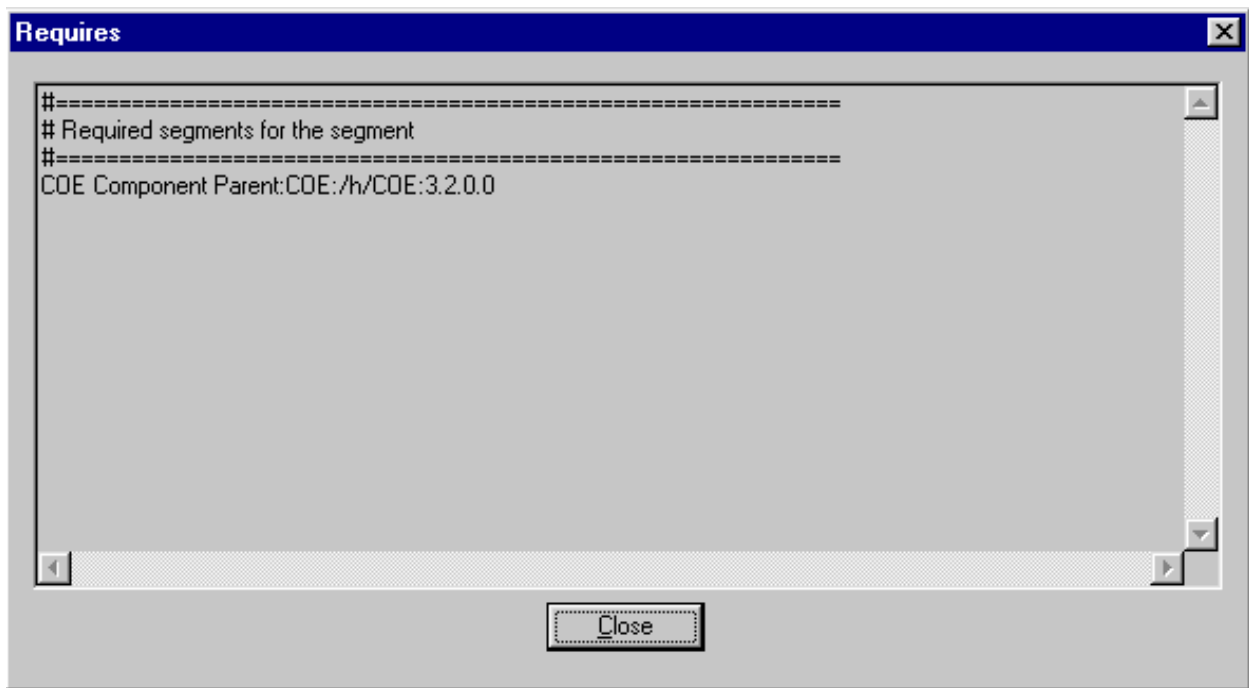 Requires
#==============================================================
# Required segments for the segment
#==============================================================
COE Component Parent:COE:/h/COE:3.2.0.0
Close